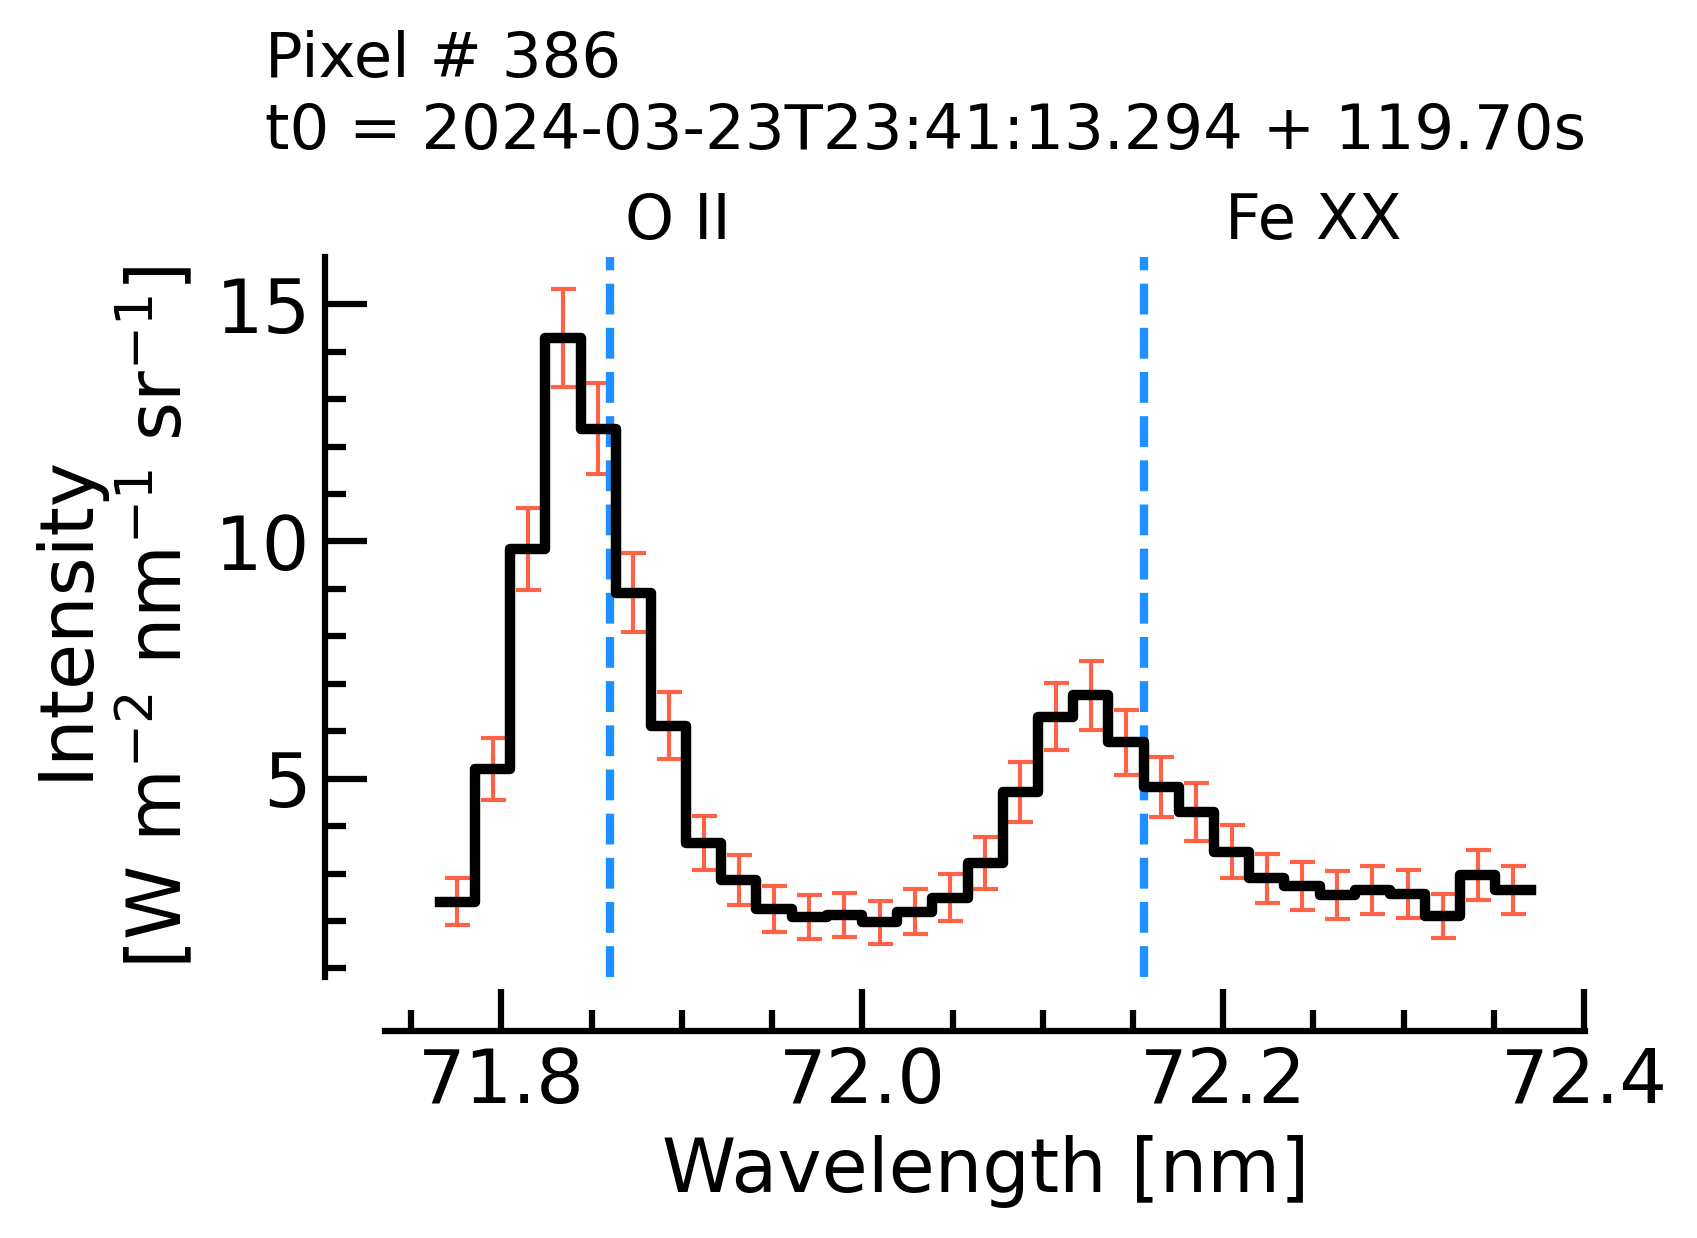 Pixel # 386
t0 = 2024-03-23T23:41:13.294 + 119.70s
O II
Fe XX
Intensity
[W m⁻² nm⁻¹ sr⁻¹]
15
10
5
71.8
72.0
72.2
72.4
Wavelength [nm]